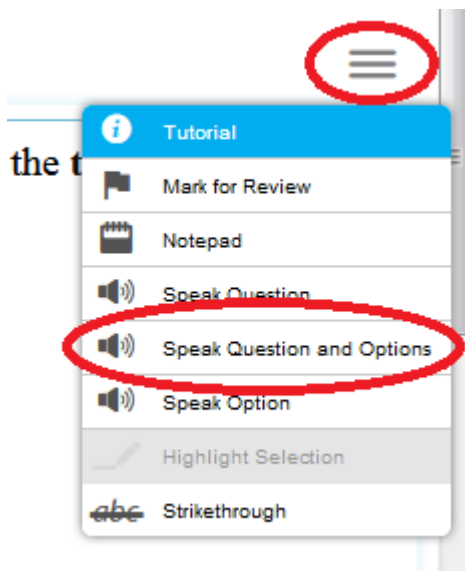 Tutorial
the t
Mark for Review
Notepad
Speak Question
Speak Question and Options
Speak Option
Highlight Selection
abc Strikethrough